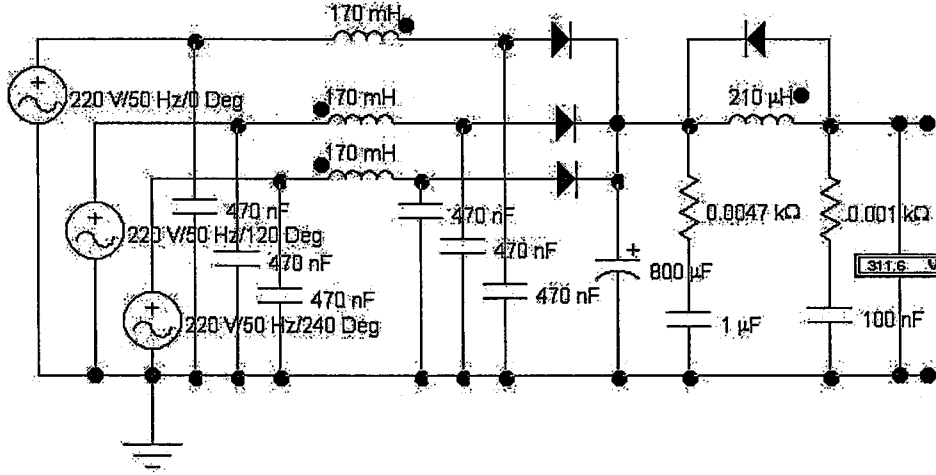 170 mH
220 V/50 Hz/0 Deg
170 mH
210 µH
170 mH
470 nF
470 nF
0.0047 kΩ
0.001 kΩ
220 V/50 Hz/120 Deg
470 nF
470 nF
311.6 V
800 µF
470 nF
470 nF
220 V/50 Hz/240 Deg
1 µF
100 nF